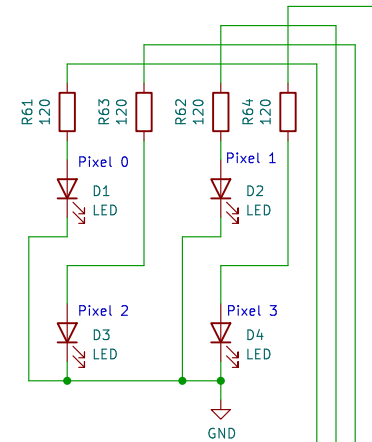 R61
120
R63
120
R62
120
R64
120
Pixel 0
Pixel 1
D1
LED
D2
LED
Pixel 2
Pixel 3
D3
LED
D4
LED
GND